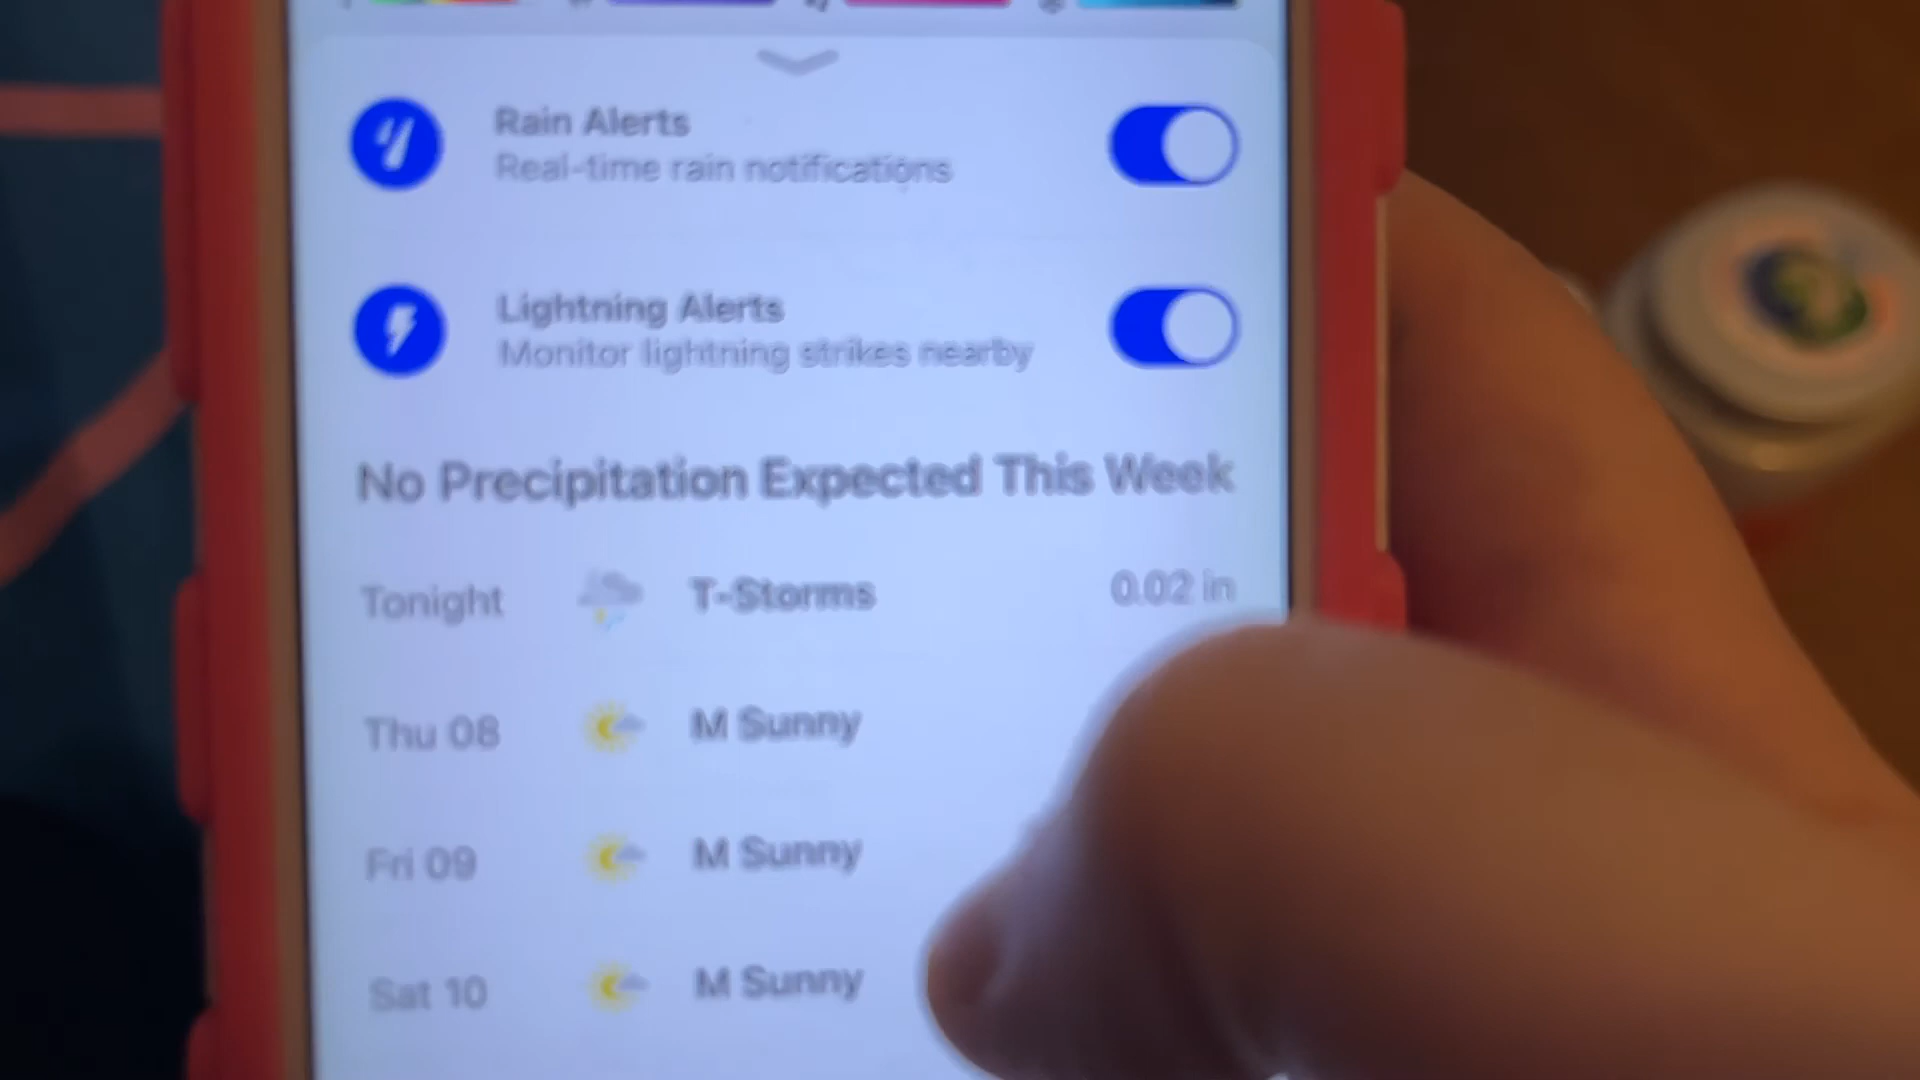 Rain Alerts
Real-time rain notifications
Lightning Alerts
Monitor lightning strikes nearby
No Precipitation Expected This Week
Tonight T-Storms 0.02 in
Thu 08 M Sunny
Fri 09 M Sunny
Sat 10 M Sunny